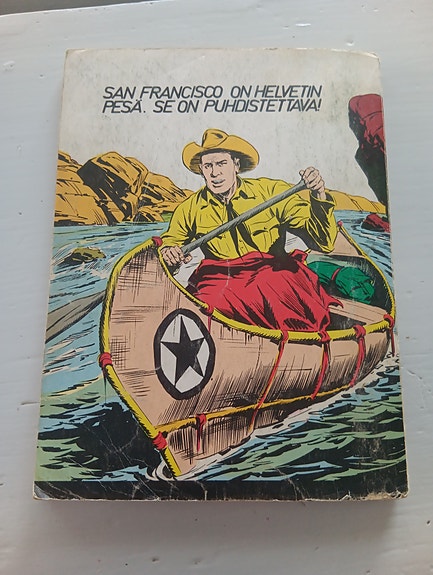 SAN FRANCISCO ON HELVETIN
PESÄ. SE ON PUHDISTETTAVA!